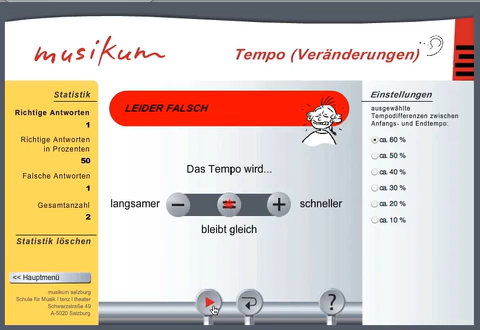 musikum
Tempo (Veränderungen)
Statistik
Richtige Antworten
1
Richtige Antworten
in Prozenten
50
Falsche Antworten
1
Gesamtanzahl
2
Statistik löschen
<< Hauptmenü
musikum salzburg
Schule für Musik | tanz | theater
Schwarzstraße 49
A-5020 Salzburg
LEIDER FALSCH
Das Tempo wird...
langsamer
schneller
bleibt gleich
?
Einstellungen
ausgewählte
Tempodifferenzen zwischen
Anfangs- und Endtempo:
ca. 60 %
ca. 50 %
ca. 40 %
ca. 30 %
ca. 20 %
ca. 10 %